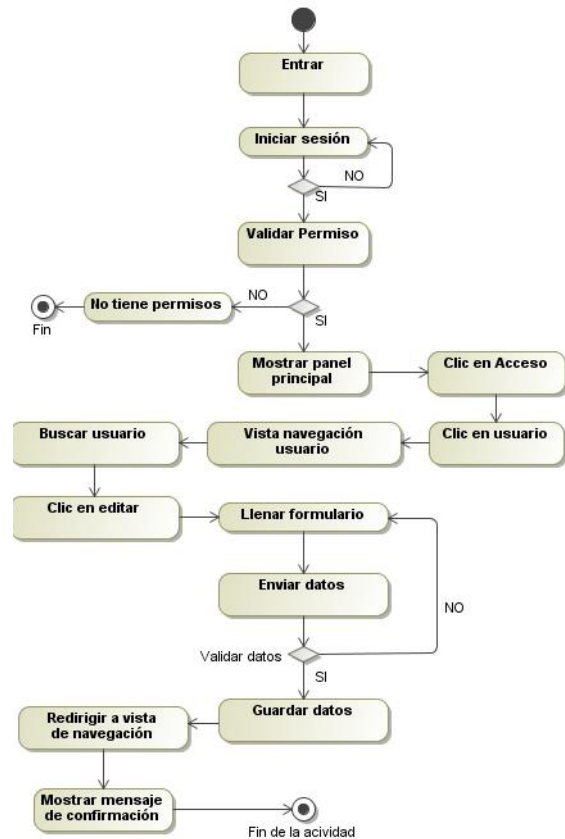 Entrar
Iniciar sesión
NO
SI
Validar Permiso
NO
No tiene permisos
Fin
SI
Mostrar panel
principal
Clic en Acceso
Buscar usuario
Vista navegación
usuario
Clic en usuario
Clic en editar
Llenar formulario
Enviar datos
NO
Validar datos
SI
Guardar datos
Redirigir a vista
de navegación
Mostrar mensaje
de confirmación
Fin de la acividad